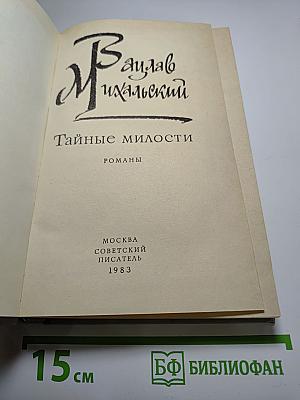 Вацлав
Михальский
Тайные милости
РОМАНЫ
МОСКВА
СОВЕТСКИЙ
ПИСАТЕЛЬ
1983
15 см
БФ БИБЛИОФАН